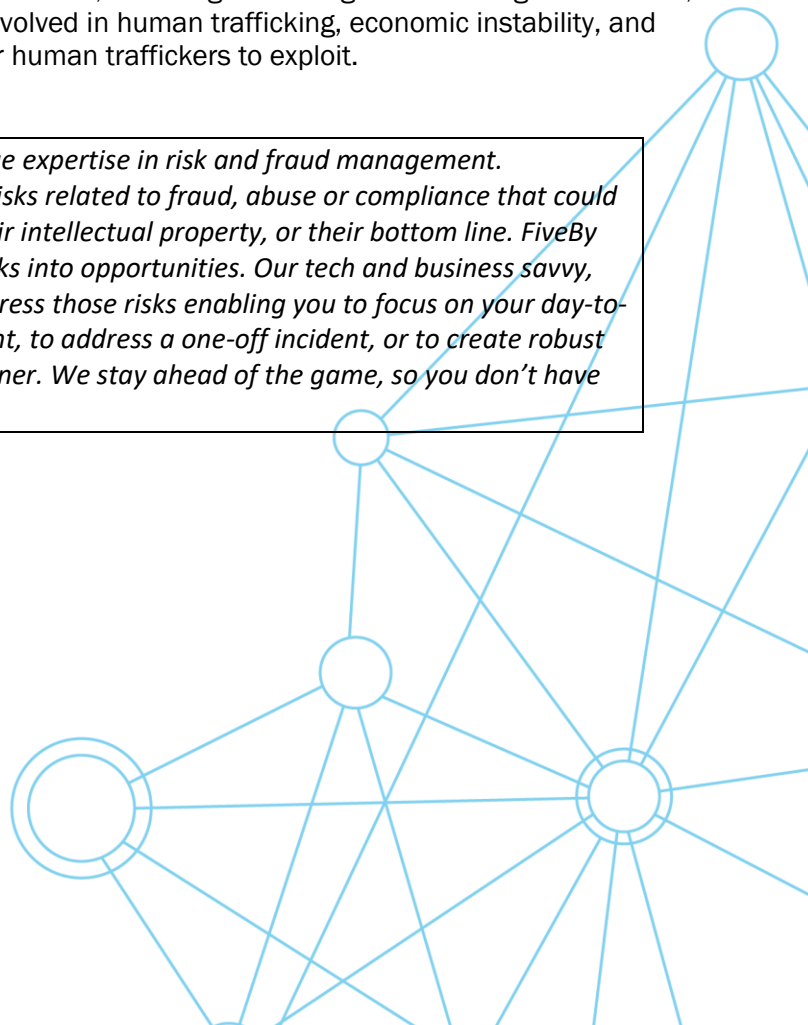 volved in human trafficking, economic instability, and
r human traffickers to exploit.
e expertise in risk and fraud management.
isks related to fraud, abuse or compliance that could
ir intellectual property, or their bottom line. FiveBy
ks into opportunities. Our tech and business savvy,
ress those risks enabling you to focus on your day-to-
nt, to address a one-off incident, or to create robust
ner. We stay ahead of the game, so you don't have